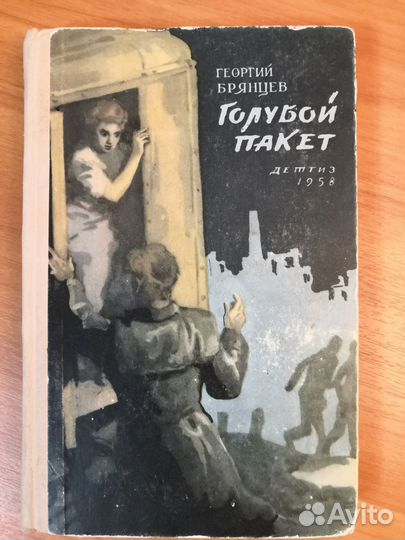 ГЕОРГИЙ
БРЯНЦЕВ
ГОЛУБОЙ
ПАКЕТ
ДЕТГИЗ
1958
Avito